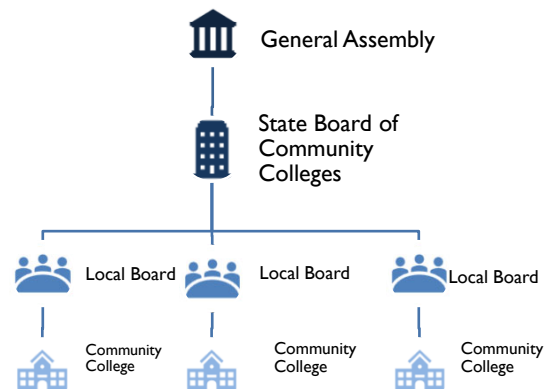 General Assembly
State Board of
Community
Colleges
Local Board
Local Board
Local Board
Community
College
Community
College
Community
College